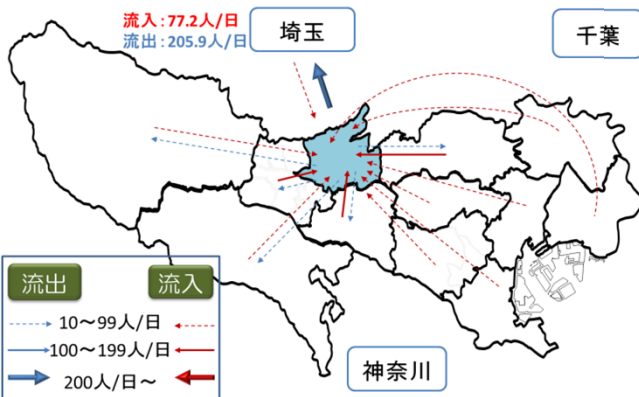 流入：77.2人/日
流出：205.9人/日
埼玉
千葉
流出
流入
10～99人/日
100～199人/日
200人/日～
神奈川